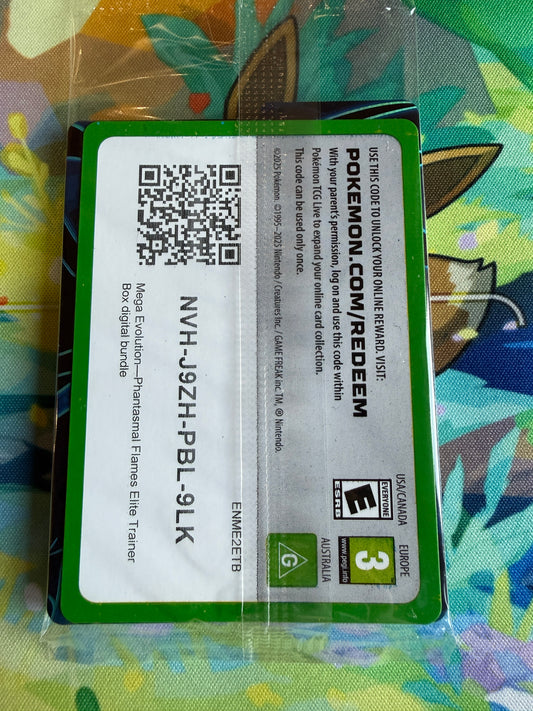 USE THIS CODE TO UNLOCK YOUR ONLINE REWARD. VISIT:
POKEMON.COM/REDEEM
With your parent's permission, log on and use this code within
Pokémon TCG Live to expand your online card collection.
This code can be used only once.
©2025 Pokémon. ©1995–2023 Nintendo / Creatures Inc. / GAME FREAK inc. TM, ® Nintendo.
USA/CANADA
EVERYONE
E
ESRB
EUROPE
3
www.pegi.info
AUSTRALIA
G
ENME2ETB
NVH-J9ZH-PBL-9LK
Mega Evolution—Phantasmal Flames Elite Trainer
Box digital bundle